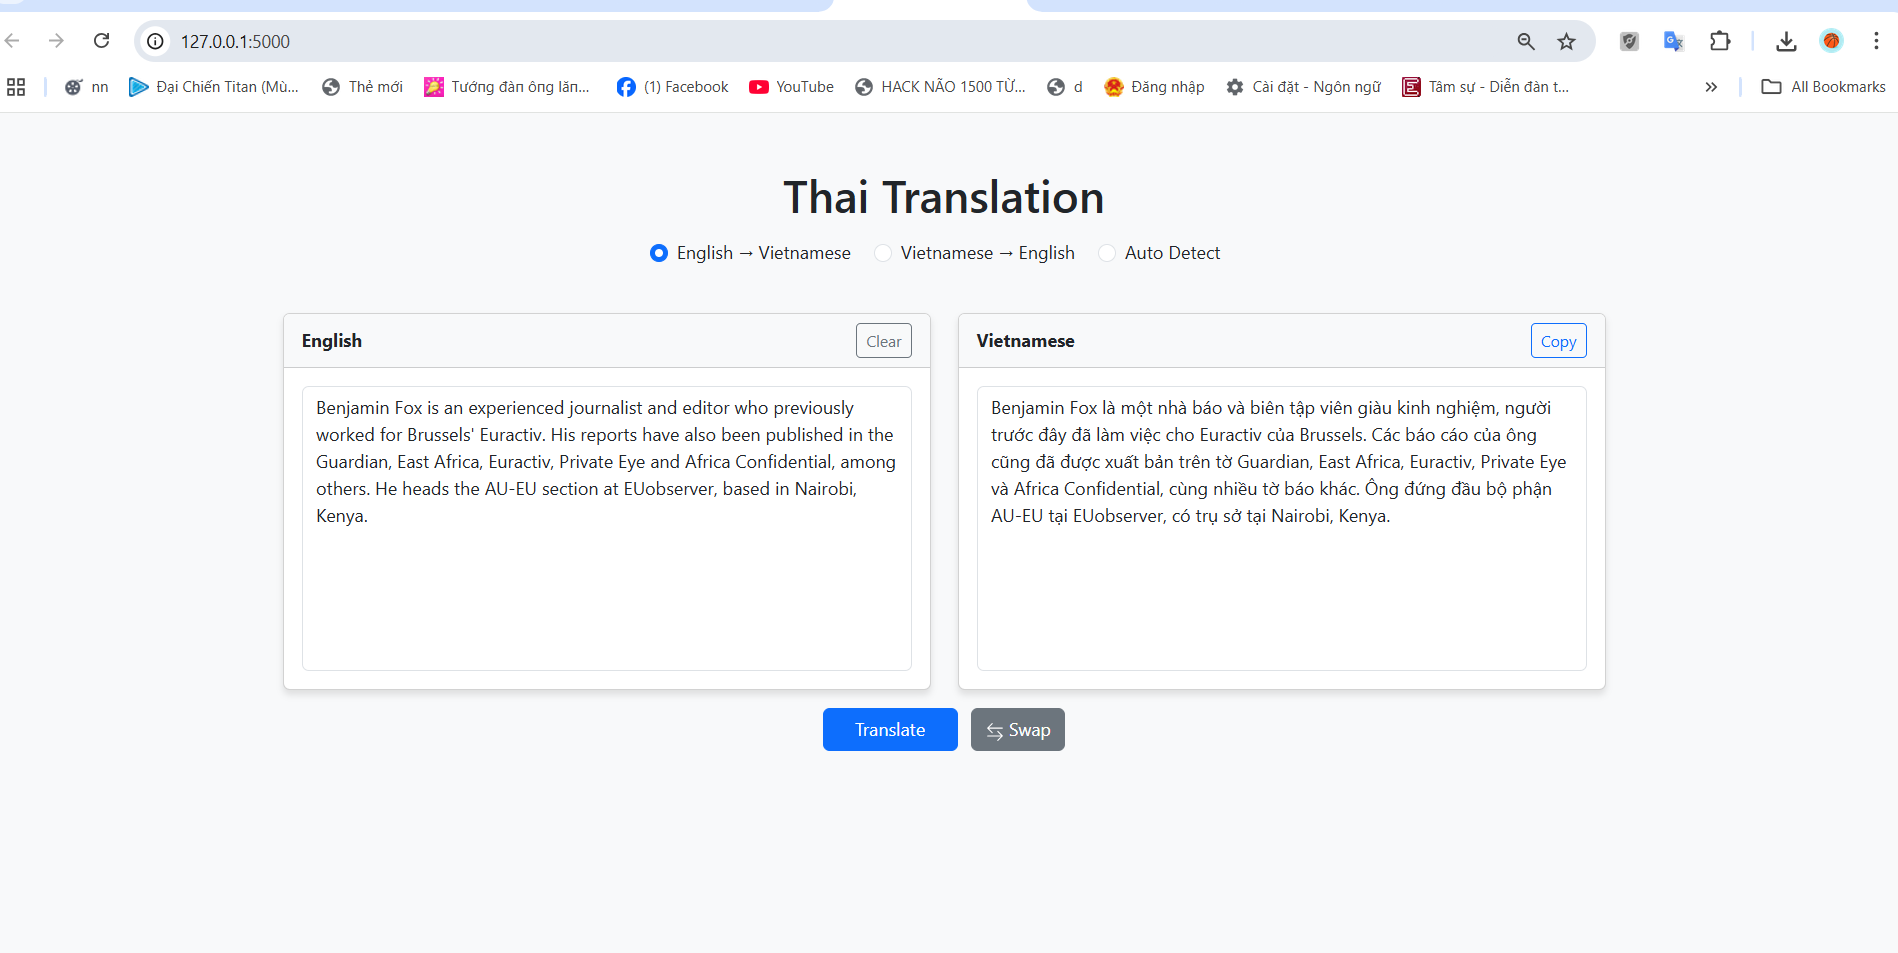 127.0.0.1:5000
nn
Đại Chiến Titan (Mù...
Thẻ mới
Tướng đàn ông lăn...
(1) Facebook
YouTube
HACK NÃO 1500 TỪ...
d
Đăng nhập
Cài đặt - Ngôn ngữ
Tâm sự - Diễn đàn t...
All Bookmarks
Thai Translation
English → Vietnamese
Vietnamese → English
Auto Detect
English
Clear
Benjamin Fox is an experienced journalist and editor who previously
worked for Brussels' Euractiv. His reports have also been published in the
Guardian, East Africa, Euractiv, Private Eye and Africa Confidential, among
others. He heads the AU-EU section at EUobserver, based in Nairobi,
Kenya.
Vietnamese
Copy
Benjamin Fox là một nhà báo và biên tập viên giàu kinh nghiệm, người
trước đây đã làm việc cho Euractiv của Brussels. Các báo cáo của ông
cũng đã được xuất bản trên tờ Guardian, East Africa, Euractiv, Private Eye
và Africa Confidential, cùng nhiều tờ báo khác. Ông đứng đầu bộ phận
AU-EU tại EUobserver, có trụ sở tại Nairobi, Kenya.
Translate
Swap